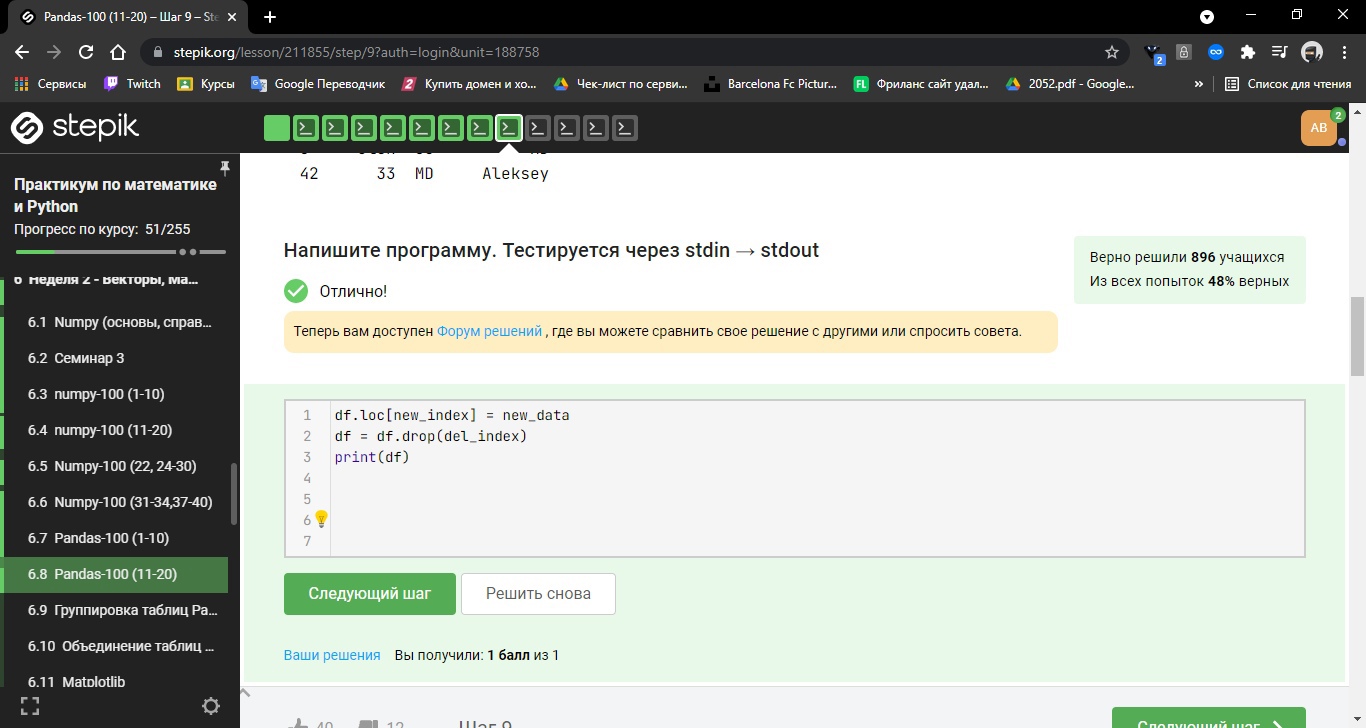 Pandas-100 (11-20) – Шаг 9 – Ste
stepik.org/lesson/211855/step/9?auth=login&unit=188758
2
Сервисы Twitch Курсы Google Переводчик Купить домен и хо... Чек-лист по серви... Barcelona Fc Pictur... FL Фриланс сайт удал... 2052.pdf - Google... » Список для чтения
stepik
AB 2
Практикум по математике
и Python
Прогресс по курсу: 51/255
6 Неделя 2 - Векторы, Ма...
6.1 Numpy (основы, справ...
6.2 Семинар 3
6.3 numpy-100 (1-10)
6.4 numpy-100 (11-20)
6.5 Numpy-100 (22, 24-30)
6.6 Numpy-100 (31-34,37-40)
6.7 Pandas-100 (1-10)
6.8 Pandas-100 (11-20)
6.9 Группировка таблиц Pa...
6.10 Объединение таблиц ...
6.11 Matplotlib
42 33 MD Aleksey
Напишите программу. Тестируется через stdin → stdout
Верно решили 896 учащихся
Из всех попыток 48% верных
Отлично!
Теперь вам доступен Форум решений , где вы можете сравнить свое решение с другими или спросить совета.
1 df.loc[new_index] = new_data
2 df = df.drop(del_index)
3 print(df)
4
5
6
7
Следующий шаг Решить снова
Ваши решения Вы получили: 1 балл из 1
40 12 Шаг 9 Следующий шаг